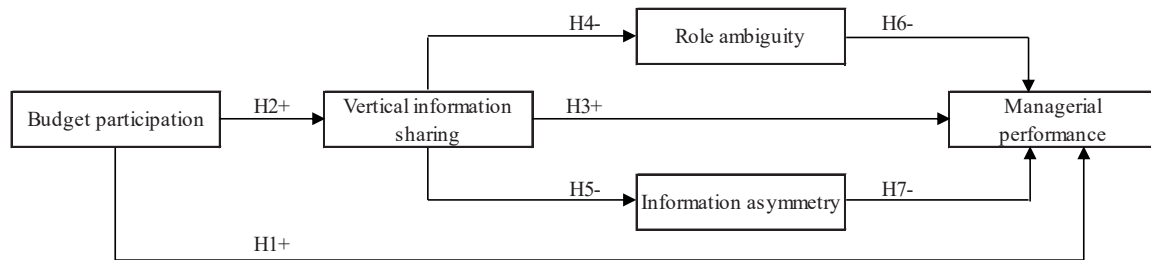 H4-
Role ambiguity
H6-
Budget participation
H2+
Vertical information
sharing
H3+
Managerial
performance
H5-
Information asymmetry
H7-
H1+